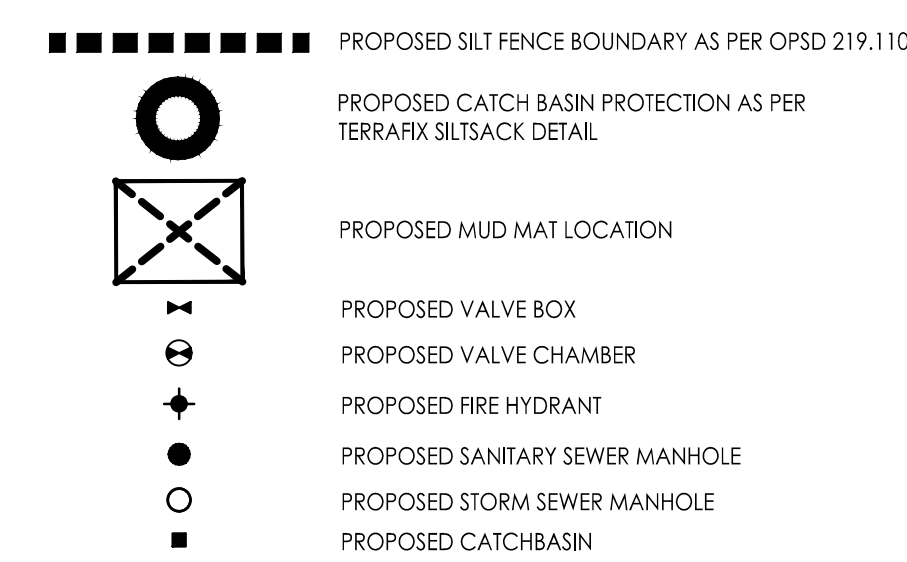 PROPOSED SILT FENCE BOUNDARY AS PER OPSD 219.110
PROPOSED CATCH BASIN PROTECTION AS PER
TERRAFIX SILTSACK DETAIL
PROPOSED MUD MAT LOCATION
PROPOSED VALVE BOX
PROPOSED VALVE CHAMBER
PROPOSED FIRE HYDRANT
PROPOSED SANITARY SEWER MANHOLE
PROPOSED STORM SEWER MANHOLE
PROPOSED CATCHBASIN